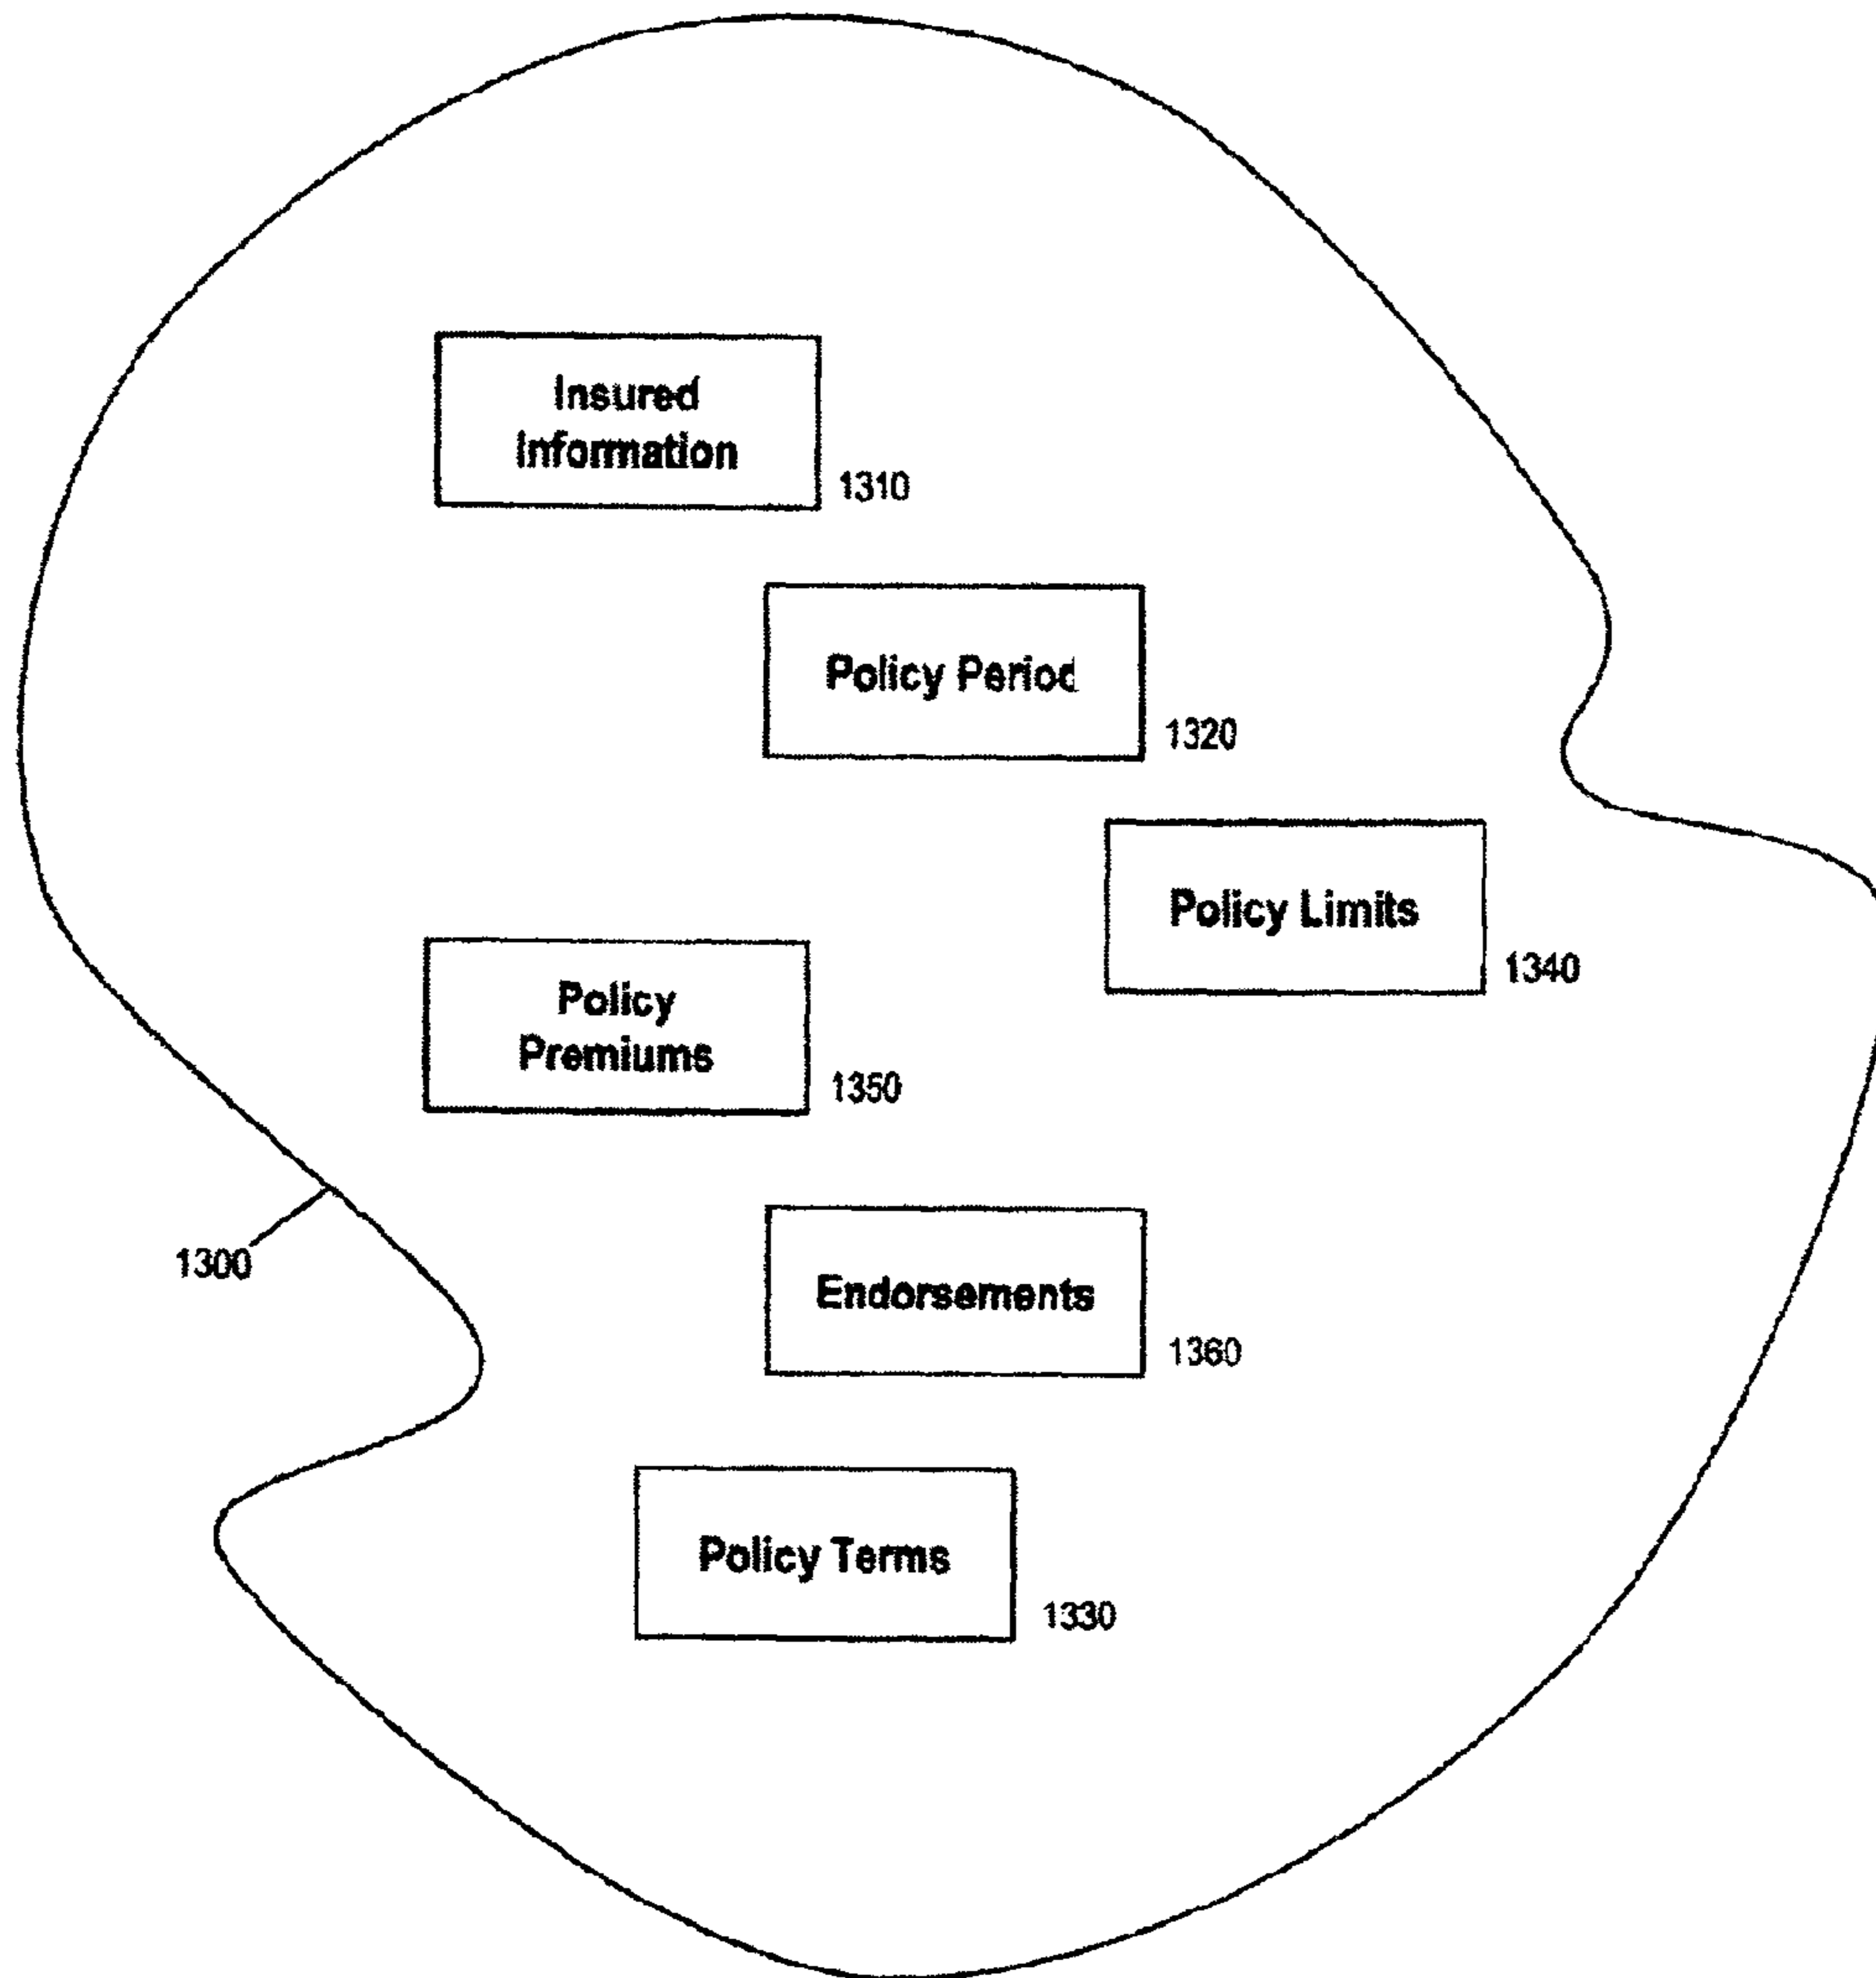 Insured
Information
1310
Policy Period
1320
Policy Limits
1340
Policy
Premiums
1350
1300
Endorsements
1360
Policy Terms
1330